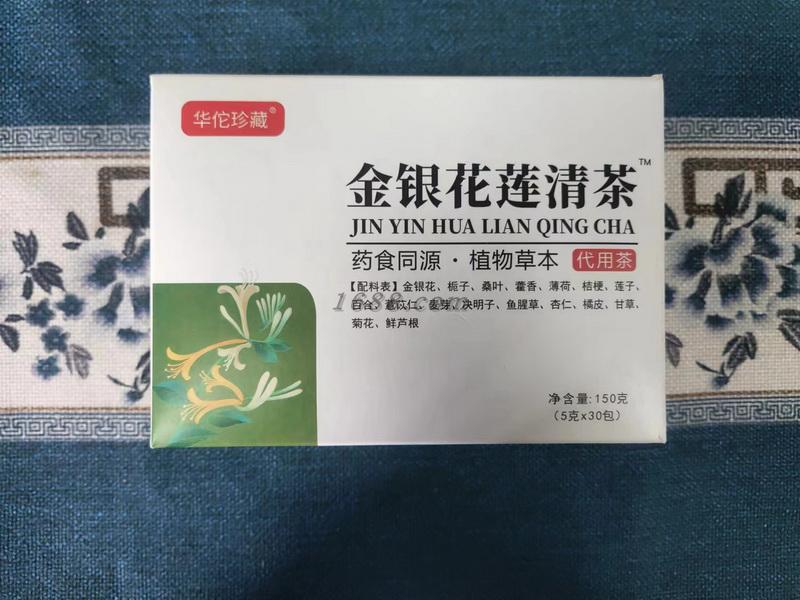 华佗珍藏®
金银花莲清茶™
JIN YIN HUA LIAN QING CHA
药食同源·植物草本 代用茶
【配料表】金银花、栀子、桑叶、藿香、薄荷、桔梗、莲子、
百合、薏苡仁、麦芽、决明子、鱼腥草、杏仁、橘皮、甘草、
菊花、鲜芦根
1688.com
净含量:150克
(5克x30包)